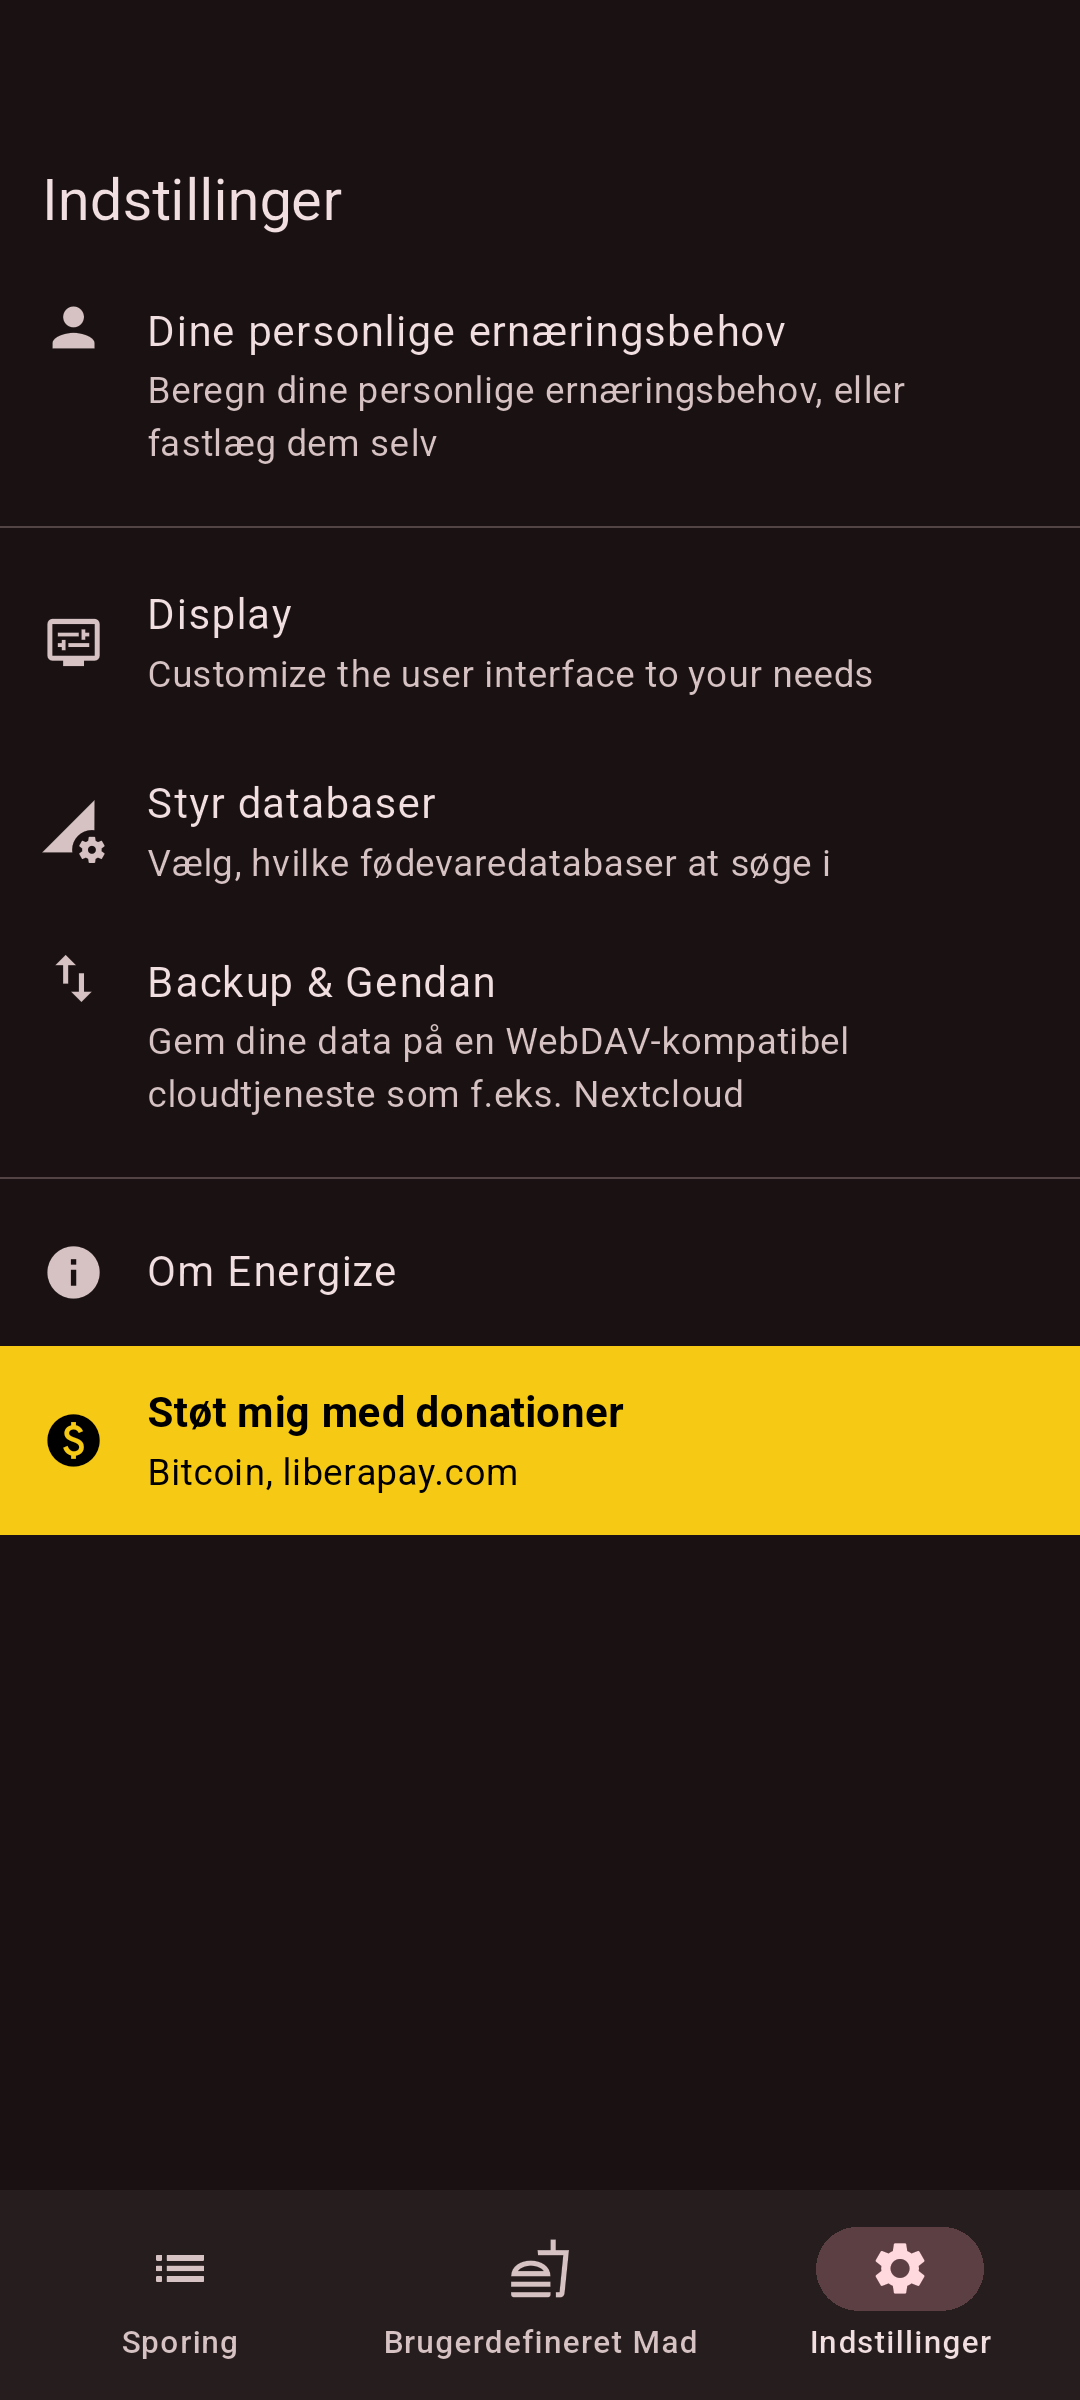 Indstillinger
Dine personlige ernæringsbehov
Beregn dine personlige ernæringsbehov, eller
fastlæg dem selv
Display
Customize the user interface to your needs
Styr databaser
Vælg, hvilke fødevaredatabaser at søge i
Backup & Gendan
Gem dine data på en WebDAV-kompatibel
cloudtjeneste som f.eks. Nextcloud
Om Energize
Støt mig med donationer
Bitcoin, liberapay.com
Sporing
Brugerdefineret Mad
Indstillinger